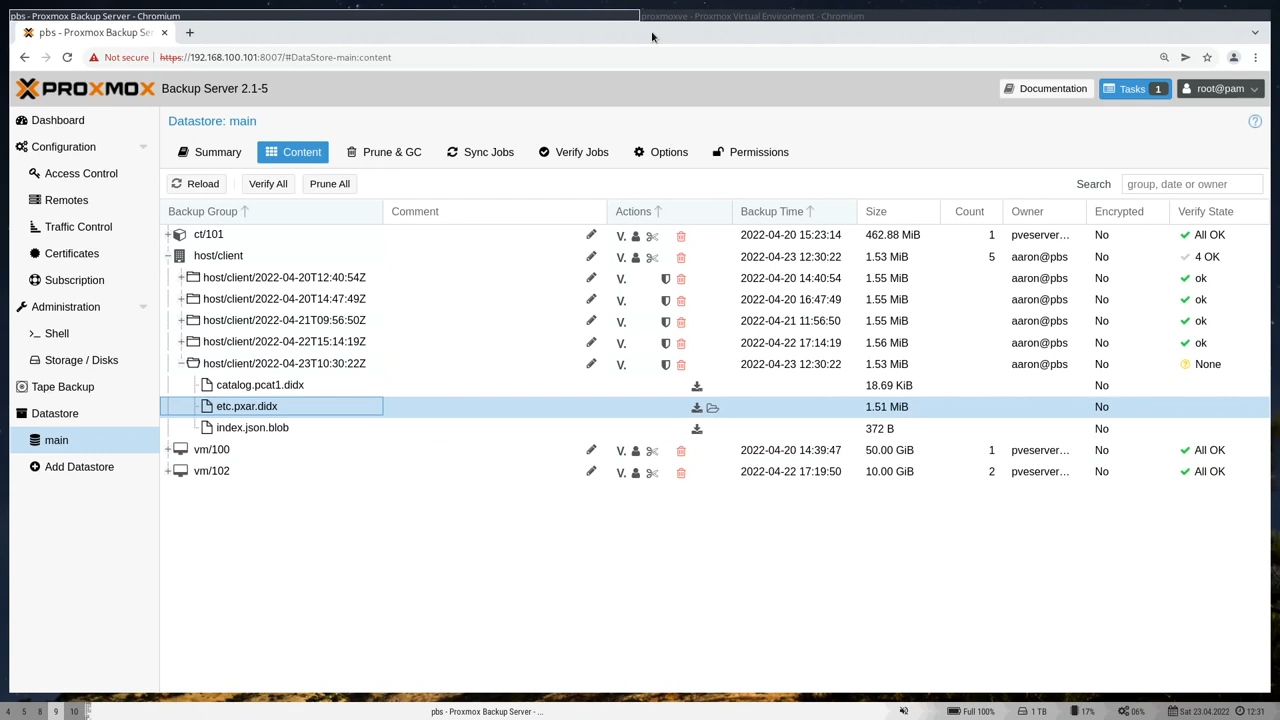 pbs - Proxmox Backup Server - Chromium
proxmoxve - Proxmox Virtual Environment - Chromium
pbs - Proxmox Backup Se
Not secure
https://192.168.100.101:8007/#DataStore-main:content
PROXMOX Backup Server 2.1-5
Documentation
Tasks 1
root@pam
Dashboard
Configuration
Access Control
Remotes
Traffic Control
Certificates
Subscription
Administration
Shell
Storage / Disks
Tape Backup
Datastore
main
Add Datastore
Datastore: main
Summary Content Prune & GC Sync Jobs Verify Jobs Options Permissions
Reload Verify All Prune All Search group, date or owner
Backup Group Comment Actions Backup Time Size Count Owner Encrypted Verify State
ct/101 V. 2022-04-20 15:23:14 462.88 MiB 1 pveserver… No All OK
host/client V. 2022-04-23 12:30:22 1.53 MiB 5 aaron@pbs No 4 OK
host/client/2022-04-20T12:40:54Z V. 2022-04-20 14:40:54 1.55 MiB aaron@pbs No ok
host/client/2022-04-20T14:47:49Z V. 2022-04-20 16:47:49 1.55 MiB aaron@pbs No ok
host/client/2022-04-21T09:56:50Z V. 2022-04-21 11:56:50 1.55 MiB aaron@pbs No ok
host/client/2022-04-22T15:14:19Z V. 2022-04-22 17:14:19 1.56 MiB aaron@pbs No ok
host/client/2022-04-23T10:30:22Z V. 2022-04-23 12:30:22 1.53 MiB aaron@pbs No None
catalog.pcat1.didx 18.69 KiB No
etc.pxar.didx 1.51 MiB No
index.json.blob 372 B No
vm/100 V. 2022-04-20 14:39:47 50.00 GiB 1 pveserver… No All OK
vm/102 V. 2022-04-22 17:19:50 10.00 GiB 2 pveserver… No All OK
4 5 8 9 10
pbs - Proxmox Backup Server - ...
Full 100% 1 TB 17% 06% Sat 23.04.2022 12:31